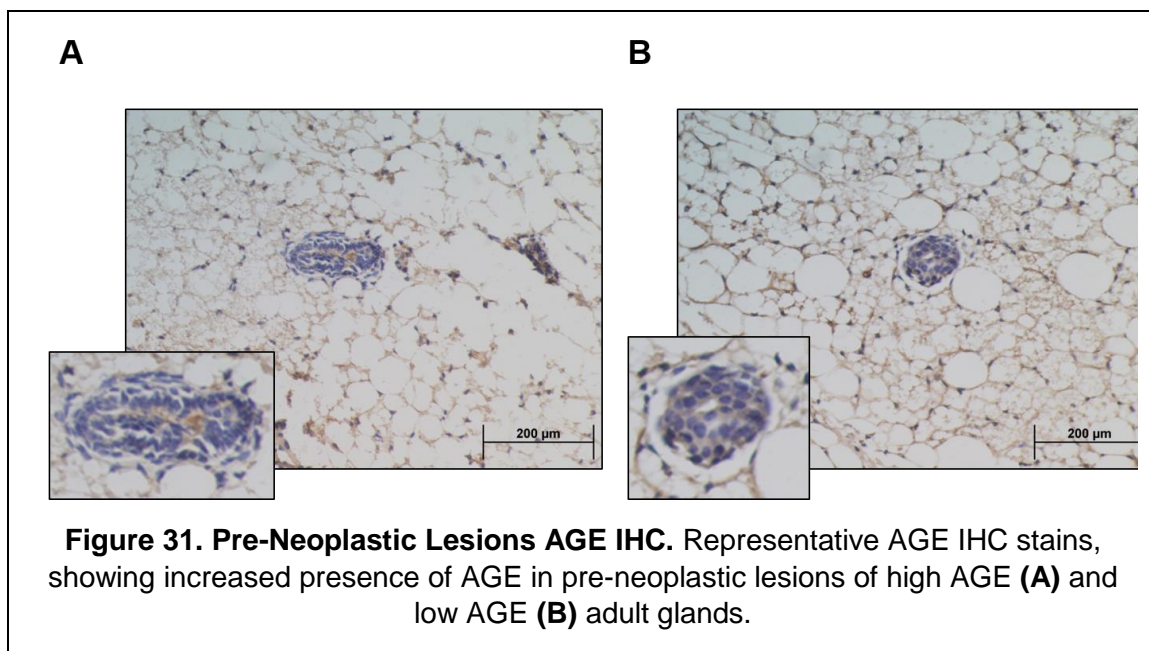 A
B
200 µm
200 µm
Figure 31. Pre-Neoplastic Lesions AGE IHC. Representative AGE IHC stains,
showing increased presence of AGE in pre-neoplastic lesions of high AGE (A) and
low AGE (B) adult glands.